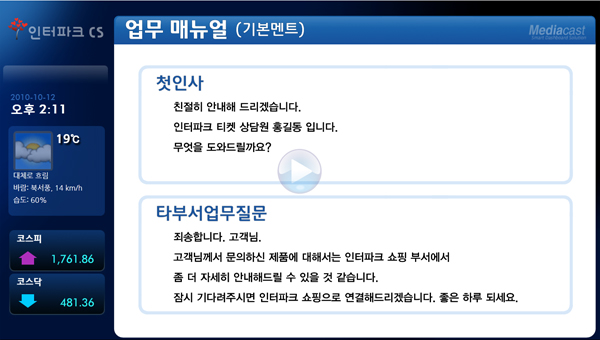 인터파크 CS
업무 매뉴얼 (기본멘트)
Mediacast
2010-10-12
오후 2:11
19℃
대체로 흐림
바람: 북서풍, 14 km/h
습도: 60%
코스피
1,761.86
코스닥
481.36
첫인사
친절히 안내해 드리겠습니다.
인터파크 티켓 상담원 홍길동 입니다.
무엇을 도와드릴까요?
타부서업무질문
죄송합니다. 고객님.
고객님께서 문의하신 제품에 대해서는 인터파크 쇼핑 부서에서
좀 더 자세히 안내해드릴 수 있을 것 같습니다.
잠시 기다려주시면 인터파크 쇼핑으로 연결해드리겠습니다. 좋은 하루 되세요.